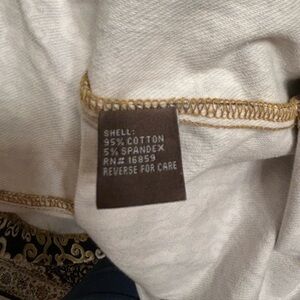 SHELL:
95% COTTON
5% SPANDEX
RN# 16859
REVERSE FOR CARE